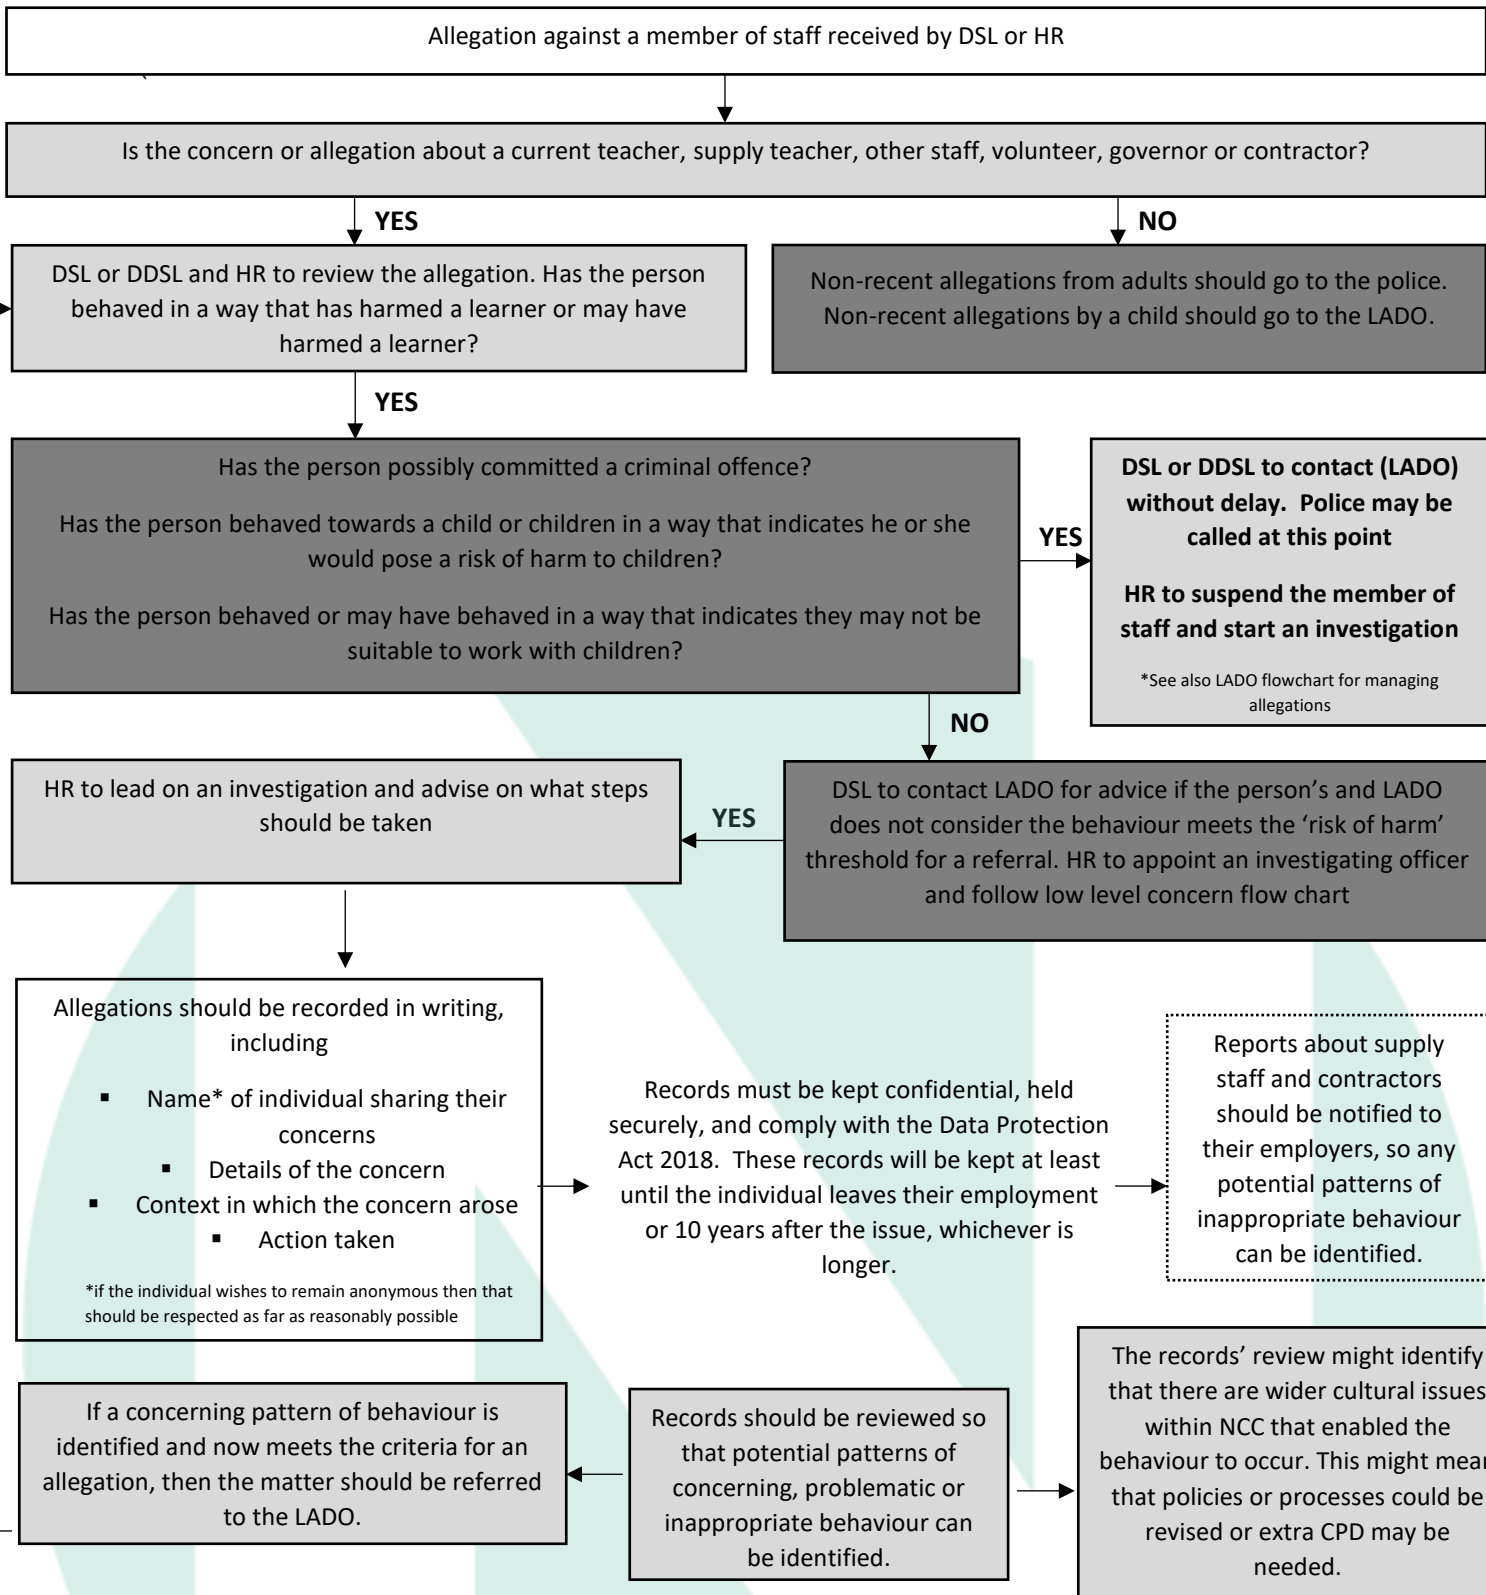 Allegation against a member of staff received by DSL or HR
Is the concern or allegation about a current teacher, supply teacher, other staff, volunteer, governor or contractor?
YES
NO
DSL or DDSL and HR to review the allegation. Has the person
behaved in a way that has harmed a learner or may have
harmed a learner?
Non-recent allegations from adults should go to the police.
Non-recent allegations by a child should go to the LADO.
YES
Has the person possibly committed a criminal offence?
Has the person behaved towards a child or children in a way that indicates he or she
would pose a risk of harm to children?
Has the person behaved or may have behaved in a way that indicates they may not be
suitable to work with children?
YES
DSL or DDSL to contact (LADO)
without delay.  Police may be
called at this point
HR to suspend the member of
staff and start an investigation
*See also LADO flowchart for managing
allegations
NO
HR to lead on an investigation and advise on what steps
should be taken
YES
DSL to contact LADO for advice if the person's and LADO
does not consider the behaviour meets the ‘risk of harm’
threshold for a referral. HR to appoint an investigating officer
and follow low level concern flow chart
Allegations should be recorded in writing,
including
▪ Name* of individual sharing their
concerns
▪ Details of the concern
▪ Context in which the concern arose
▪ Action taken
*if the individual wishes to remain anonymous then that
should be respected as far as reasonably possible
Records must be kept confidential, held
securely, and comply with the Data Protection
Act 2018.  These records will be kept at least
until the individual leaves their employment
or 10 years after the issue, whichever is
longer.
Reports about supply
staff and contractors
should be notified to
their employers, so any
potential patterns of
inappropriate behaviour
can be identified.
If a concerning pattern of behaviour is
identified and now meets the criteria for an
allegation, then the matter should be referred
to the LADO.
Records should be reviewed so
that potential patterns of
concerning, problematic or
inappropriate behaviour can
be identified.
The records’ review might identify
that there are wider cultural issues
within NCC that enabled the
behaviour to occur. This might mean
that policies or processes could be
revised or extra CPD may be
needed.